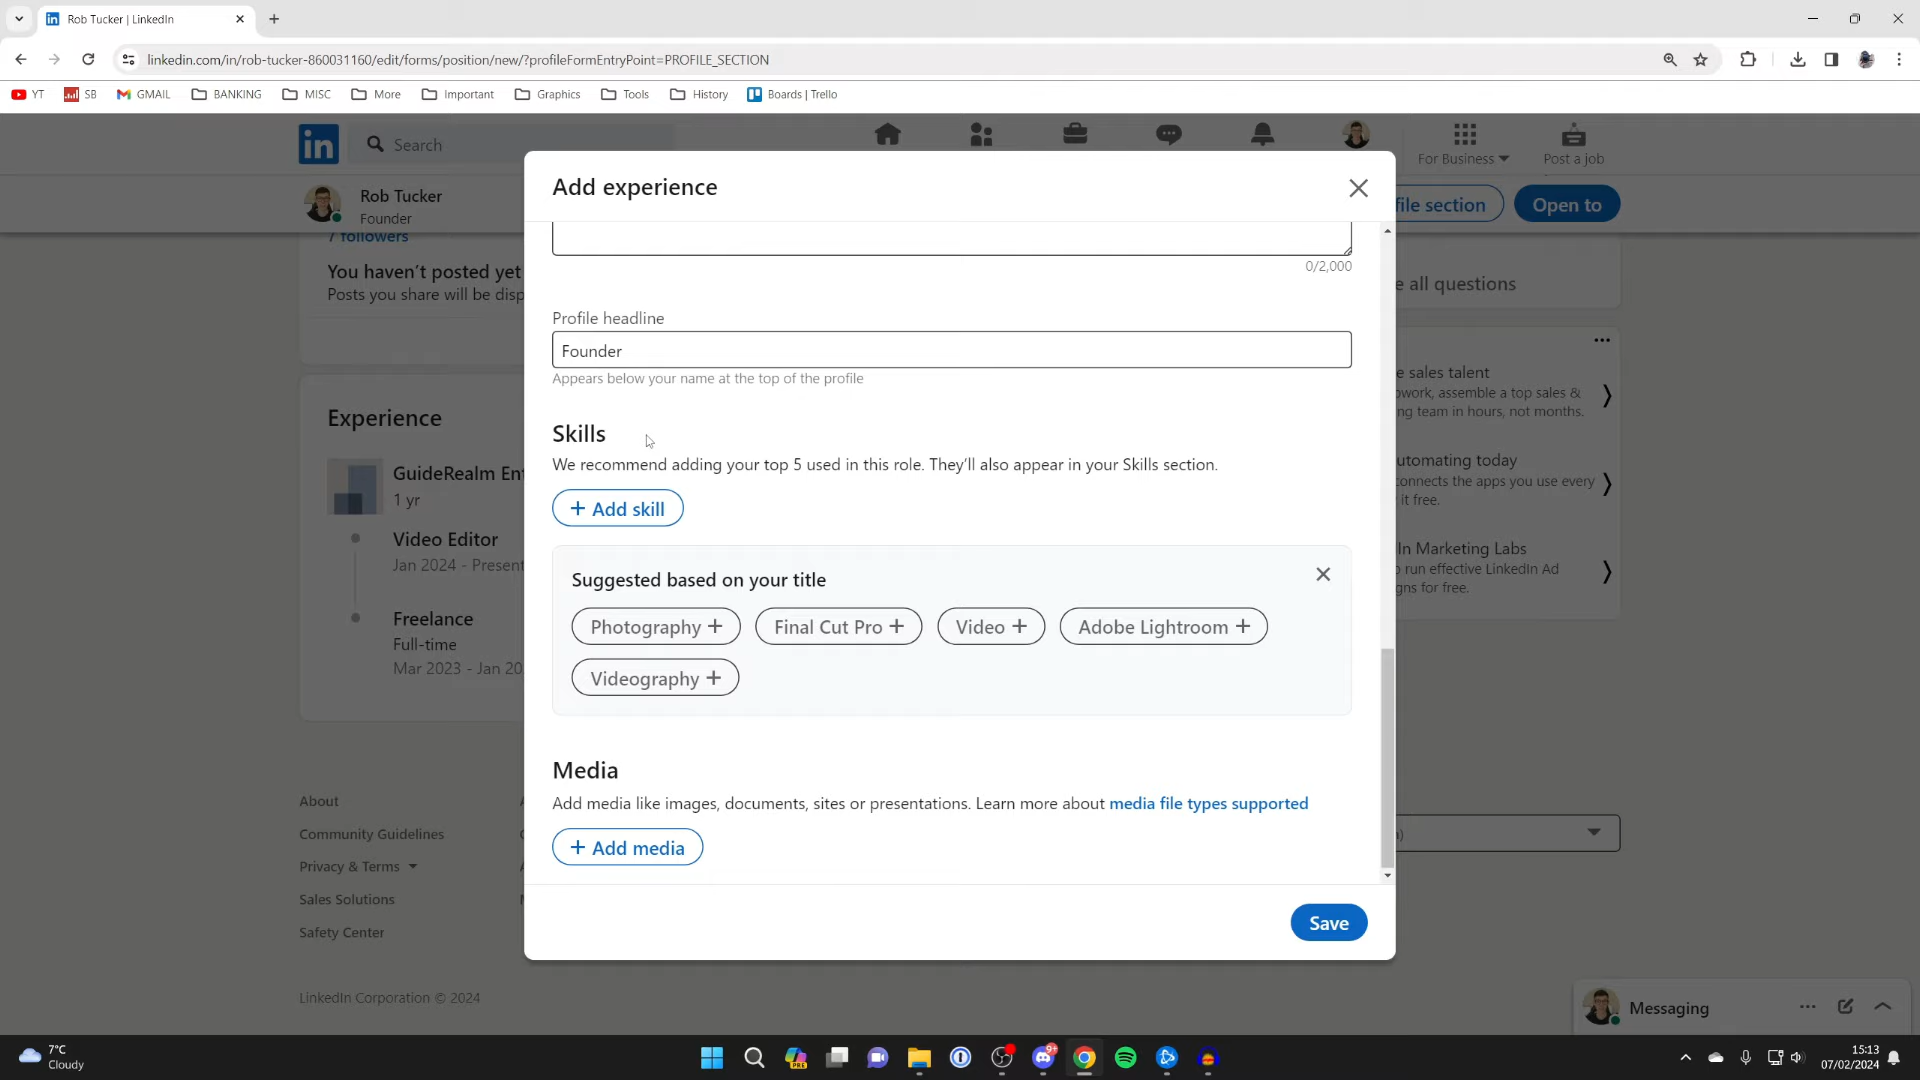 Rob Tucker | LinkedIn
linkedin.com/in/rob-tucker-860031160/edit/forms/position/new/?profileFormEntryPoint=PROFILE_SECTION
YT SB GMAIL BANKING MISC More Important Graphics Tools History Boards | Trello
in Search
For Business Post a job
Rob Tucker
Founder
file section Open to
7 followers
You haven't posted yet
Posts you share will be disp
Experience
GuideRealm Ent
1 yr
Video Editor
Jan 2024 - Present
Freelance
Full-time
Mar 2023 - Jan 20
Add experience
0/2,000
Profile headline
Founder
Appears below your name at the top of the profile
Skills
We recommend adding your top 5 used in this role. They'll also appear in your Skills section.
+ Add skill
Suggested based on your title
Photography + Final Cut Pro + Video + Adobe Lightroom +
Videography +
Media
Add media like images, documents, sites or presentations. Learn more about media file types supported
+ Add media
Save
e all questions
e sales talent
pwork, assemble a top sales &
ng team in hours, not months.
utomating today
connects the apps you use every
it free.
In Marketing Labs
run effective LinkedIn Ad
igns for free.
About
Community Guidelines
Privacy & Terms
Sales Solutions
Safety Center
LinkedIn Corporation © 2024
Messaging
7°C
Cloudy
PRE
9+
15:13
07/02/2024